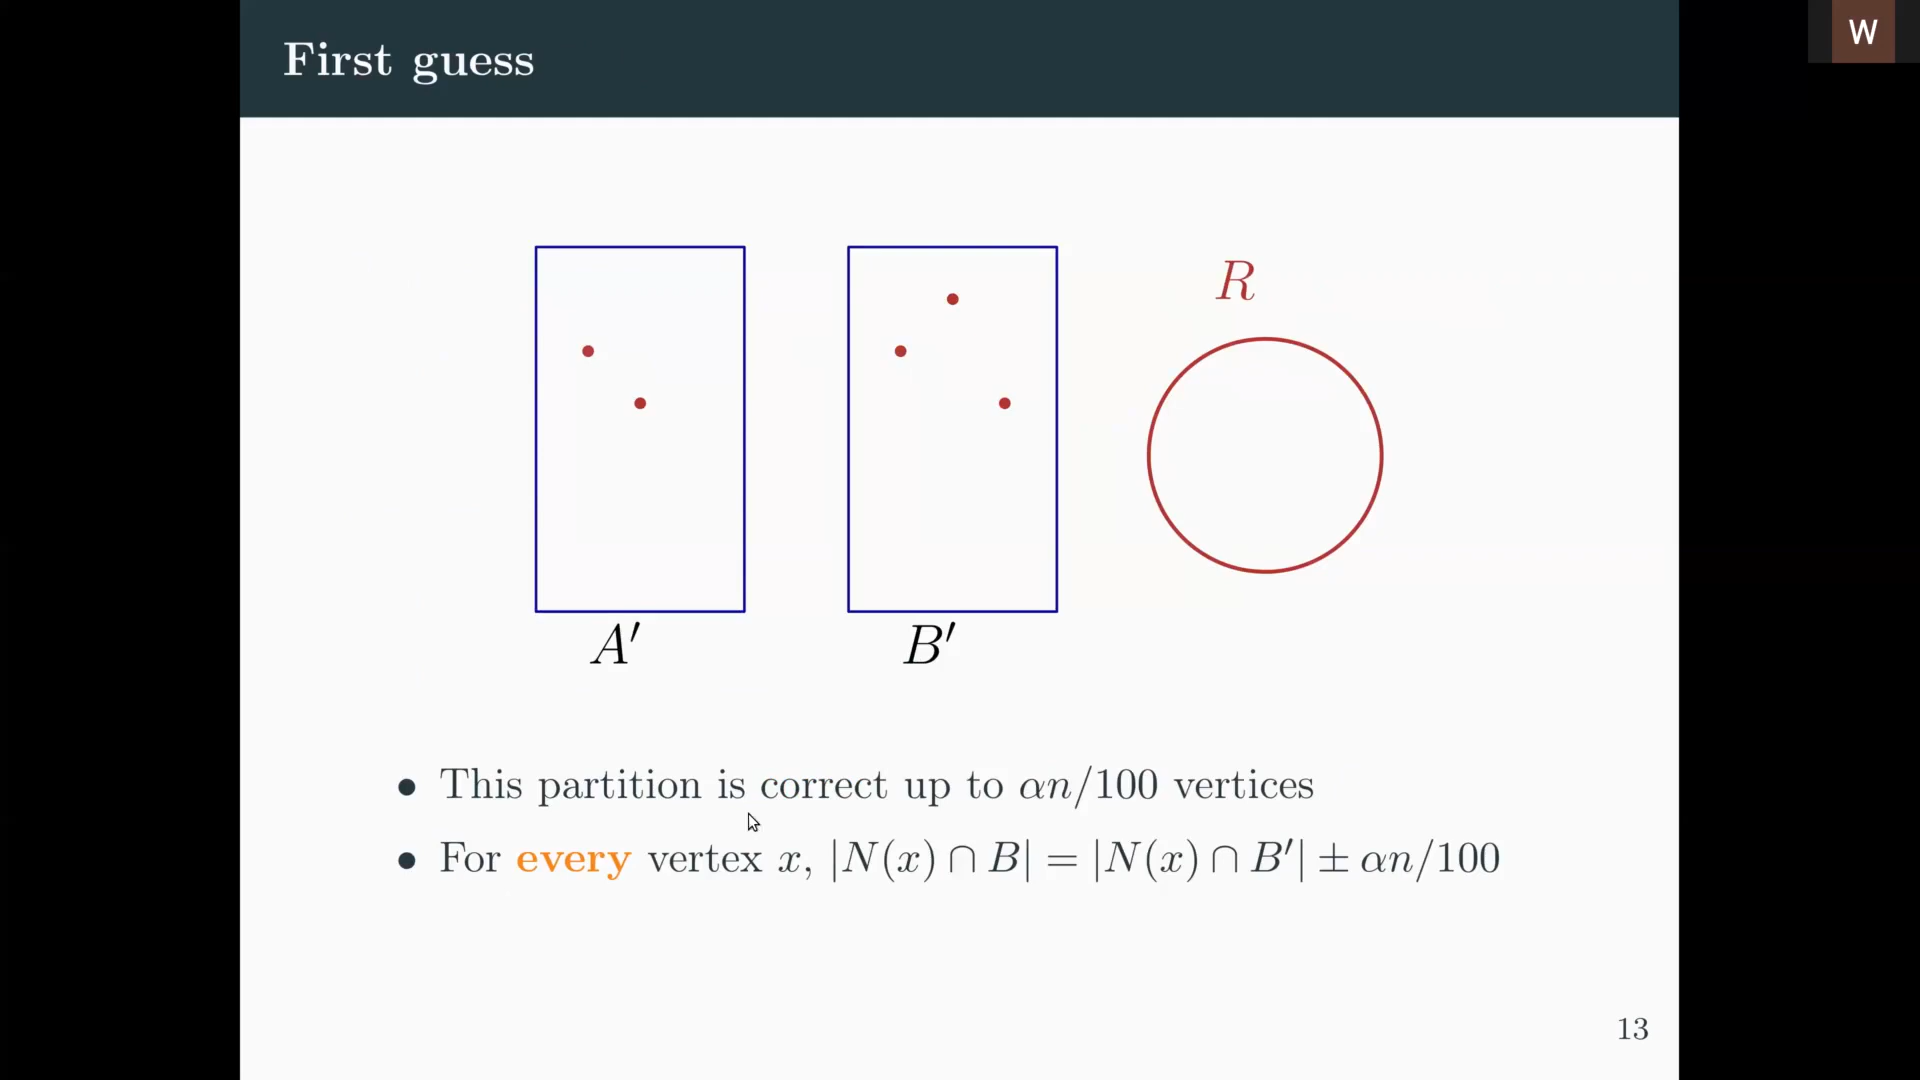 First guess
W
R
A′
B′
• This partition is correct up to αn/100 vertices
• For every vertex x, |N(x) ∩ B| = |N(x) ∩ B′| ± αn/100
13